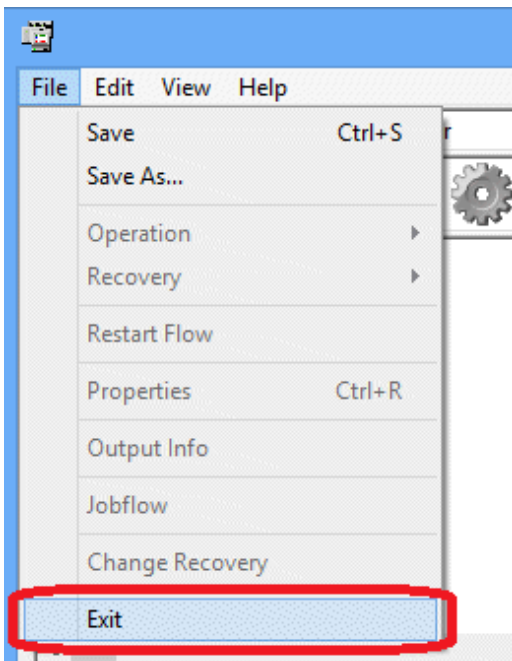 File Edit View Help
Save Ctrl+S
Save As...
Operation
Recovery
Restart Flow
Properties Ctrl+R
Output Info
Jobflow
Change Recovery
Exit